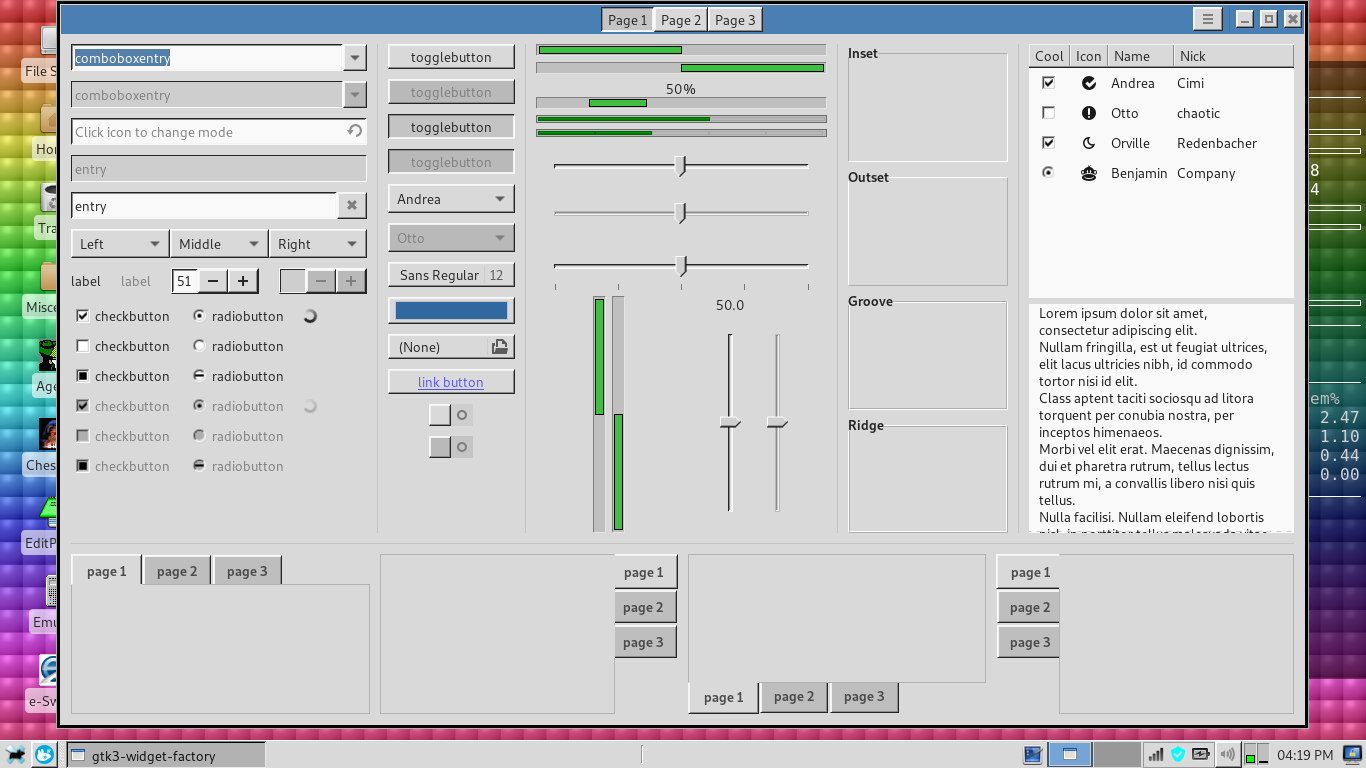 Page 1 Page 2 Page 3
comboboxentry
comboboxentry
Click icon to change mode
entry
entry
Left Middle Right
label label 51
checkbutton radiobutton
checkbutton radiobutton
checkbutton radiobutton
checkbutton radiobutton
checkbutton radiobutton
checkbutton radiobutton
togglebutton
togglebutton
togglebutton
togglebutton
Andrea
Otto
Sans Regular 12
(None)
link button
50%
50.0
Inset
Outset
Groove
Ridge
Cool Icon Name Nick
Andrea Cimi
Otto chaotic
Orville Redenbacher
Benjamin Company
Lorem ipsum dolor sit amet,
consectetur adipiscing elit.
Nullam fringilla, est ut feugiat ultrices,
elit lacus ultricies nibh, id commodo
tortor nisi id elit.
Class aptent taciti sociosqu ad litora
torquent per conubia nostra, per
inceptos himenaeos.
Morbi vel elit erat. Maecenas dignissim,
dui et pharetra rutrum, tellus lectus
rutrum mi, a convallis libero nisi quis
tellus.
Nulla facilisi. Nullam eleifend lobortis
page 1 page 2 page 3
page 1
page 2
page 3
page 1 page 2 page 3
page 1
page 2
page 3
File S
Hor
Tra
Misce
Age
Ches
EditP
Emu
e-Sw
8
4
em%
2.47
1.10
0.44
0.00
gtk3-widget-factory
04:19 PM